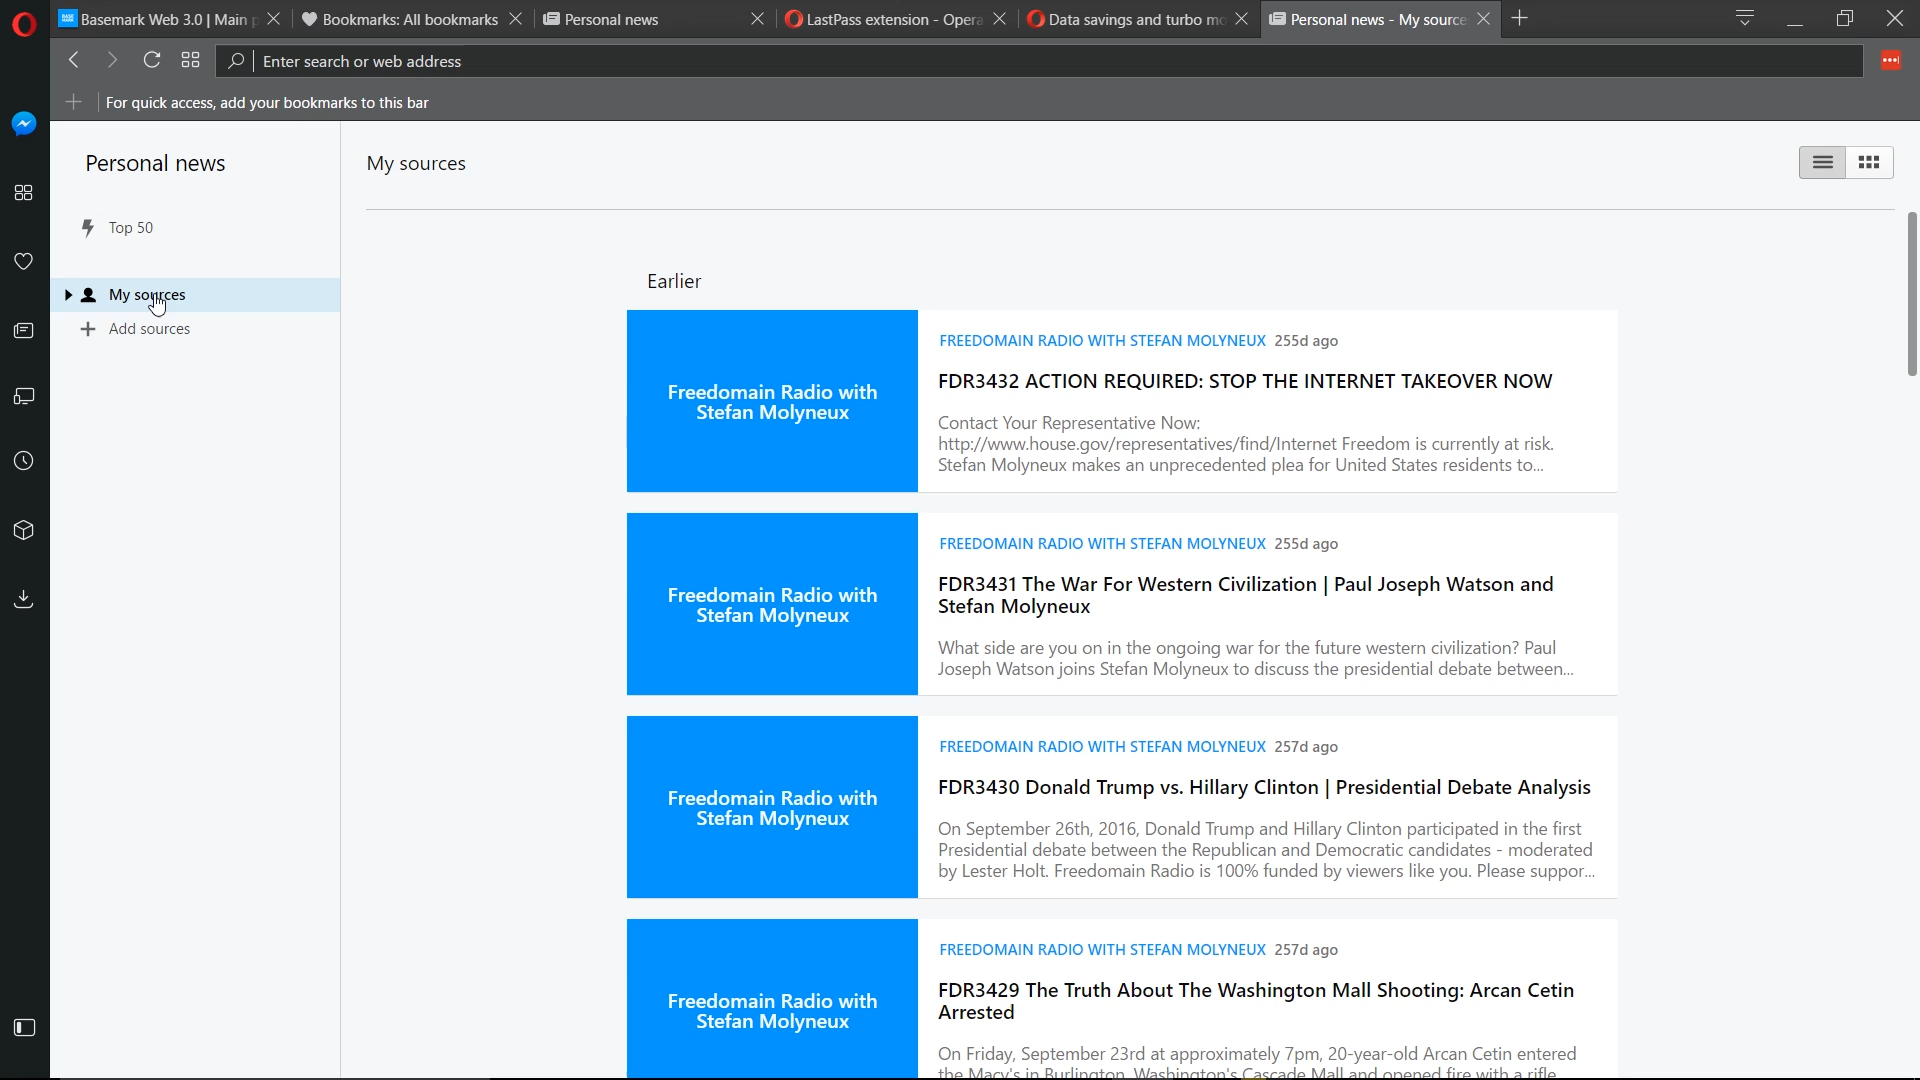 Basemark Web 3.0 | Main p
Bookmarks: All bookmarks
Personal news
LastPass extension - Opera
Data savings and turbo mo
Personal news - My source
Enter search or web address
For quick access, add your bookmarks to this bar
Personal news
Top 50
My sources
Add sources
My sources
Earlier
Freedomain Radio with
Stefan Molyneux
FREEDOMAIN RADIO WITH STEFAN MOLYNEUX 255d ago
FDR3432 ACTION REQUIRED: STOP THE INTERNET TAKEOVER NOW
Contact Your Representative Now:
http://www.house.gov/representatives/find/Internet Freedom is currently at risk.
Stefan Molyneux makes an unprecedented plea for United States residents to...
Freedomain Radio with
Stefan Molyneux
FREEDOMAIN RADIO WITH STEFAN MOLYNEUX 255d ago
FDR3431 The War For Western Civilization | Paul Joseph Watson and
Stefan Molyneux
What side are you on in the ongoing war for the future western civilization? Paul
Joseph Watson joins Stefan Molyneux to discuss the presidential debate between...
Freedomain Radio with
Stefan Molyneux
FREEDOMAIN RADIO WITH STEFAN MOLYNEUX 257d ago
FDR3430 Donald Trump vs. Hillary Clinton | Presidential Debate Analysis
On September 26th, 2016, Donald Trump and Hillary Clinton participated in the first
Presidential debate between the Republican and Democratic candidates - moderated
by Lester Holt. Freedomain Radio is 100% funded by viewers like you. Please suppor...
Freedomain Radio with
Stefan Molyneux
FREEDOMAIN RADIO WITH STEFAN MOLYNEUX 257d ago
FDR3429 The Truth About The Washington Mall Shooting: Arcan Cetin
Arrested
On Friday, September 23rd at approximately 7pm, 20-year-old Arcan Cetin entered
the Macy's in Burlington, Washington's Cascade Mall and opened fire with a rifle